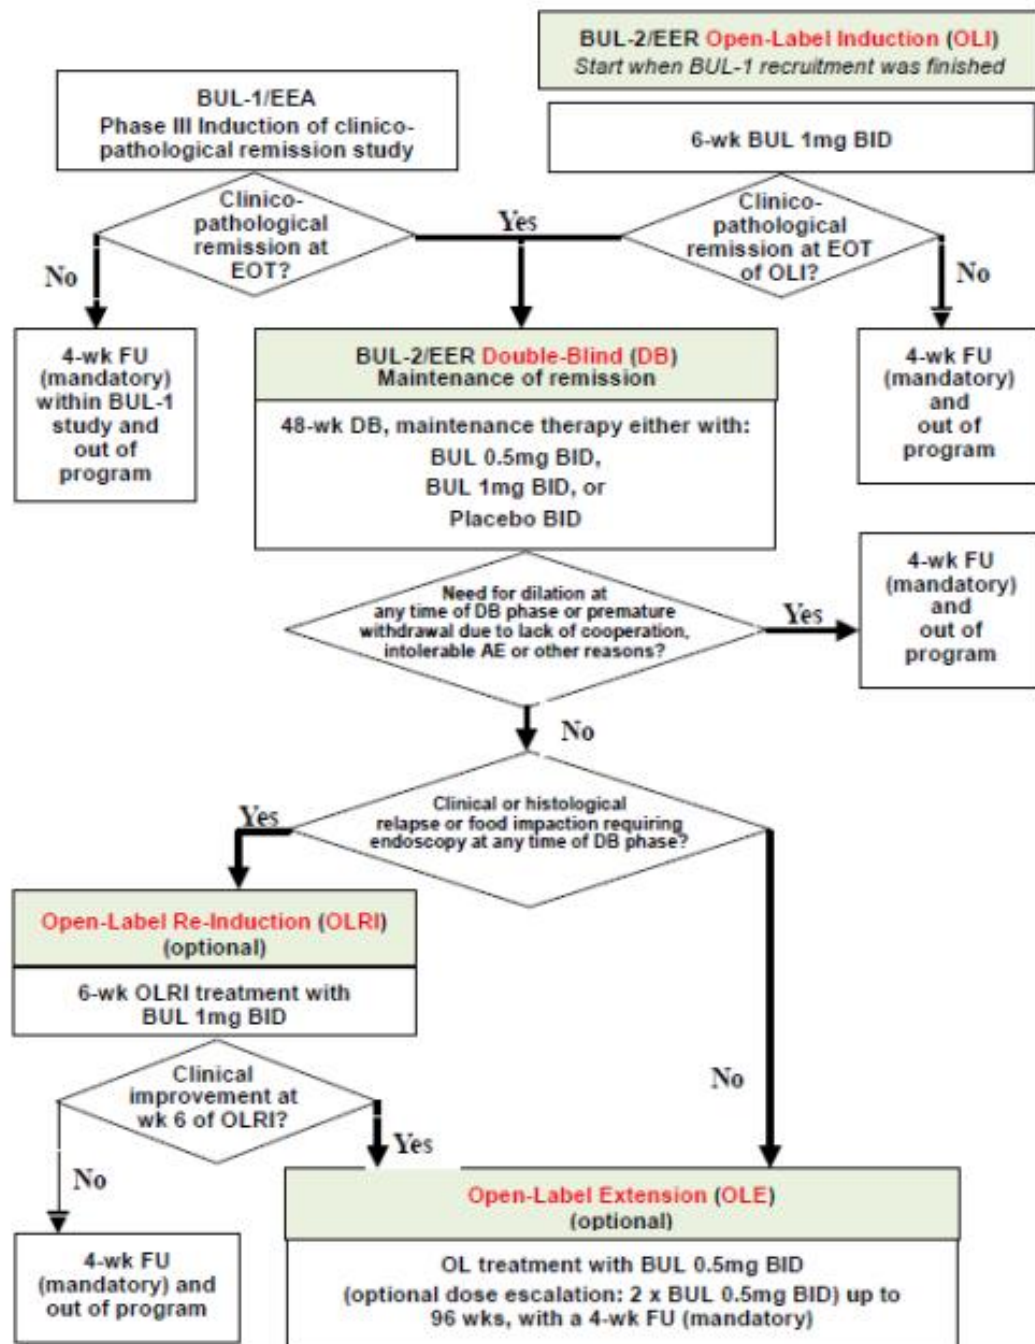 BUL-2/EER Open-Label Induction (OLI)
Start when BUL-1 recruitment was finished
BUL-1/EEA
Phase III Induction of clinico-
pathological remission study
6-wk BUL 1mg BID
Clinico-
pathological
remission at
EOT?
Yes
Clinico-
pathological
remission at EOT
of OLI?
No
No
4-wk FU
(mandatory)
within BUL-1
study and
out of
program
BUL-2/EER Double-Blind (DB)
Maintenance of remission
48-wk DB, maintenance therapy either with:
BUL 0.5mg BID,
BUL 1mg BID, or
Placebo BID
4-wk FU
(mandatory)
and
out of
program
Need for dilation at
any time of DB phase or premature
withdrawal due to lack of cooperation,
intolerable AE or other reasons?
Yes
4-wk FU
(mandatory)
and
out of
program
No
Clinical or histological
relapse or food impaction requiring
endoscopy at any time of DB phase?
Yes
Open-Label Re-Induction (OLRI)
(optional)
6-wk OLRI treatment with
BUL 1mg BID
No
Clinical
improvement at
wk 6 of OLRI?
Yes
No
4-wk FU
(mandatory) and
out of program
Open-Label Extension (OLE)
(optional)
OL treatment with BUL 0.5mg BID
(optional dose escalation: 2 x BUL 0.5mg BID) up to
96 wks, with a 4-wk FU (mandatory)